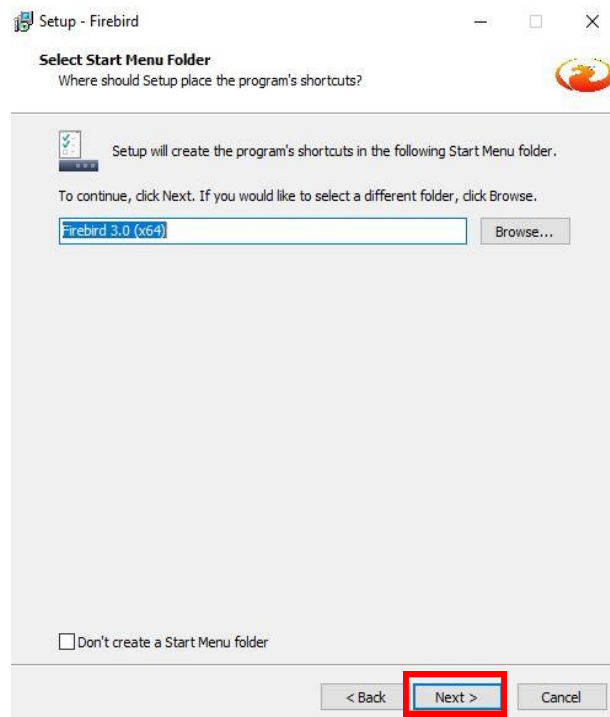 Setup - Firebird
Select Start Menu Folder
Where should Setup place the program's shortcuts?
Setup will create the program's shortcuts in the following Start Menu folder.
To continue, click Next. If you would like to select a different folder, click Browse.
Firebird 3.0 (x64)
Browse...
Don't create a Start Menu folder
< Back
Next >
Cancel